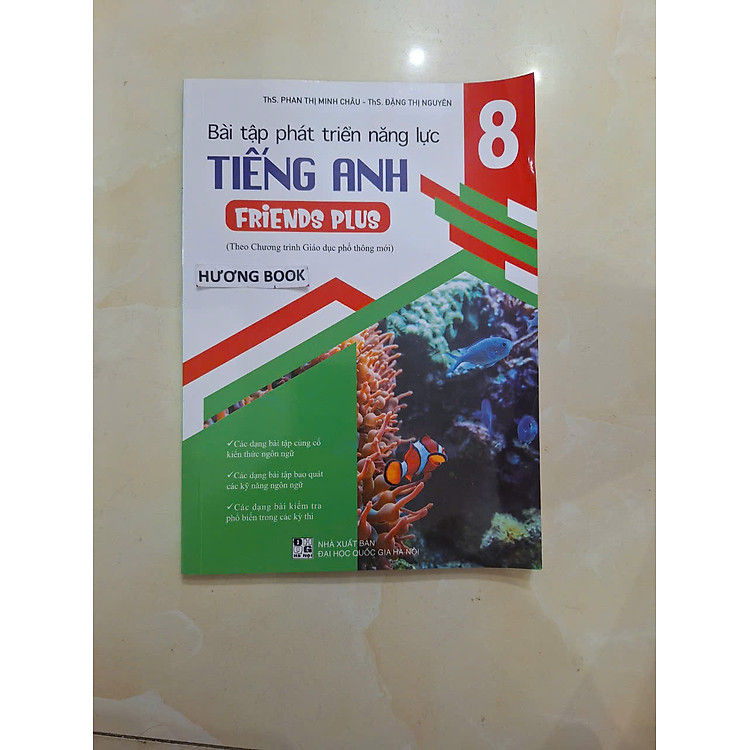 ThS. PHAN THỊ MINH CHÂU - ThS. ĐẶNG THỊ NGUYÊN
8
Bài tập phát triển năng lực
TIẾNG ANH
FRiENDS PLUS
(Theo Chương trình Giáo dục phổ thông mới)
HƯƠNG BOOK
✓Các dạng bài tập củng cố
kiến thức ngôn ngữ
✓Các dạng bài tập bao quát
các kỹ năng ngôn ngữ
✓Các dạng bài kiểm tra
phổ biến trong các kỳ thi
NHÀ XUẤT BẢN
ĐẠI HỌC QUỐC GIA HÀ NỘI